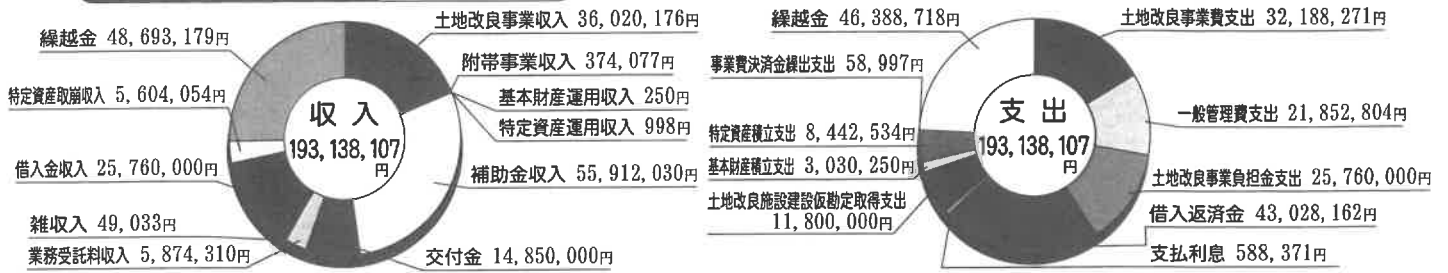 収入
193,138,107
円
土地改良事業収入 36,020,176円
附帯事業収入 374,077円
基本財産運用収入 250円
特定資産運用収入 998円
補助金収入 55,912,030円
交付金 14,850,000円
業務受託料収入 5,874,310円
雑収入 49,033円
借入金収入 25,760,000円
特定資産取崩収入 5,604,054円
繰越金 48,693,179円
支出
193,138,107
円
土地改良事業費支出 32,188,271円
一般管理費支出 21,852,804円
土地改良事業負担金支出 25,760,000円
借入返済金 43,028,162円
支払利息 588,371円
土地改良施設建設仮勘定取得支出
11,800,000円
基本財産積立支出 3,030,250円
特定資産積立支出 8,442,534円
事業費決済金繰出支出 58,997円
繰越金 46,388,718円